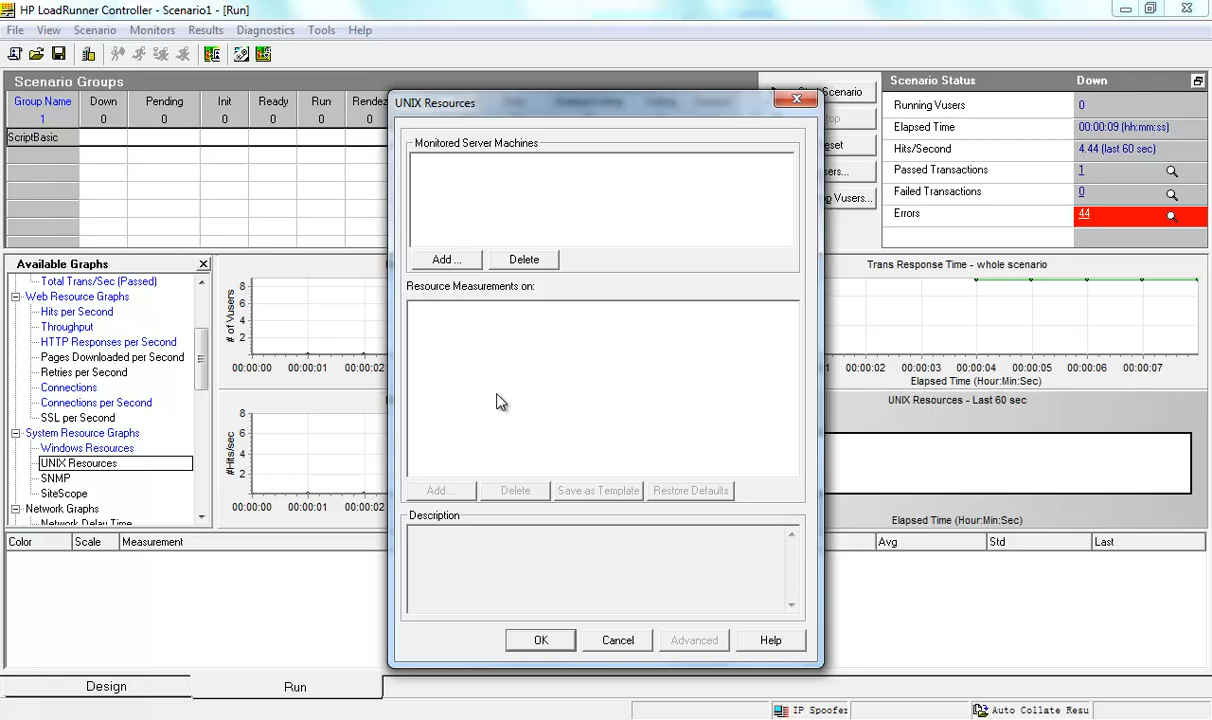 HP LoadRunner Controller - Scenario1 - [Run]
File View Scenario Monitors Results Diagnostics Tools Help
Scenario Groups
Group Name Down Pending Init Ready Run Rendez
1 0 0 0 0 0 0
ScriptBasic
Scenario
eset
sers...
p Vusers...
Scenario Status Down
Running Vusers 0
Elapsed Time 00:00:09 (hh:mm:ss)
Hits/Second 4.44 (last 60 sec)
Passed Transactions 1
Failed Transactions 0
Errors 44
UNIX Resources
Monitored Server Machines
Add ... Delete
Resource Measurements on:
Add... Delete Save as Template Restore Defaults
Description
OK Cancel Advanced Help
Available Graphs
Total Trans/Sec (Passed)
Web Resource Graphs
Hits per Second
Throughput
HTTP Responses per Second
Pages Downloaded per Second
Retries per Second
Connections
Connections per Second
SSL per Second
System Resource Graphs
Windows Resources
UNIX Resources
SNMP
SiteScope
Network Graphs
Network Delay Time
# of Vusers
8
6
4
2
00:00:00 00:00:01
#Hits/sec
8
6
4
2
0
00:00:00 00:00:01
Trans Response Time - whole scenario
1 00:00:02 00:00:03 00:00:04 00:00:05 00:00:06 00:00:07
Elapsed Time (Hour:Min:Sec)
UNIX Resources - Last 60 sec
Elapsed Time (Hour:Min:Sec)
Color Scale Measurement Avg Std Last
Design Run
IP Spoofer Auto Collate Resu